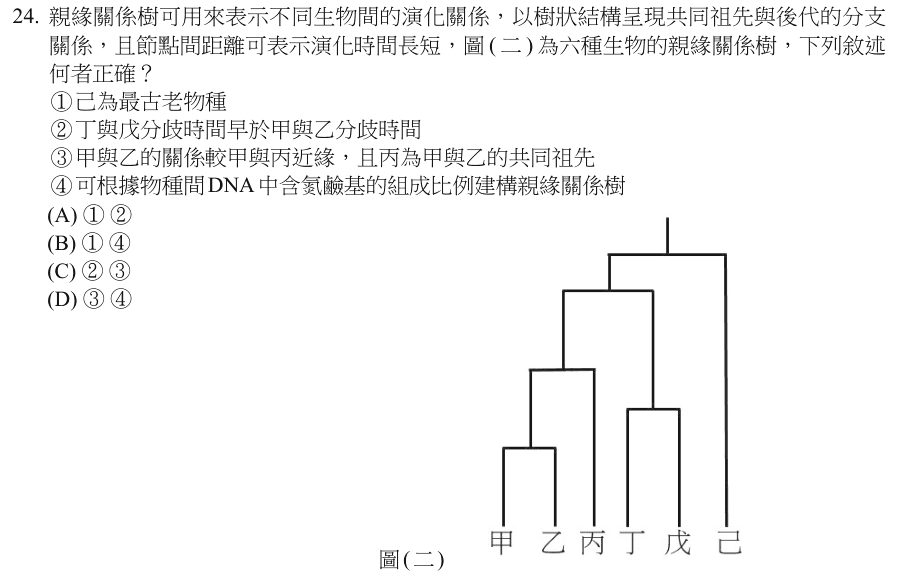 24. 親緣關係樹可用來表示不同生物間的演化關係，以樹狀結構呈現共同祖先與後代的分支
關係，且節點間距離可表示演化時間長短，圖(二)為六種生物的親緣關係樹，下列敘述
何者正確？
①己為最古老物種
②丁與戊分歧時間早於甲與乙分歧時間
③甲與乙的關係較甲與丙近緣，且丙為甲與乙的共同祖先
④可根據物種間DNA中含氮鹼基的組成比例建構親緣關係樹
(A) ① ②
(B) ① ④
(C) ② ③
(D) ③ ④
甲 乙 丙 丁 戊 己
圖(二)